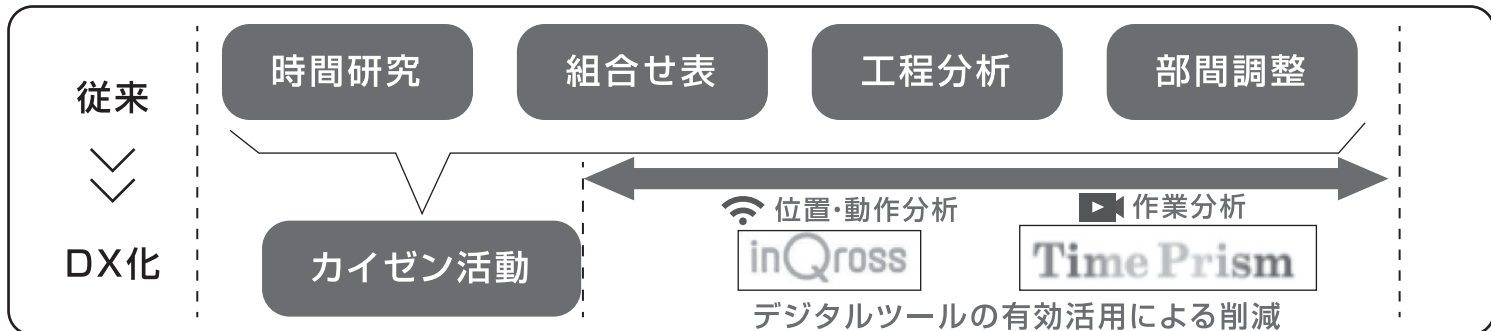 従来
時間研究
組合せ表
工程分析
部間調整
DX化
カイゼン活動
位置・動作分析
inQross
作業分析
Time Prism
デジタルツールの有効活用による削減